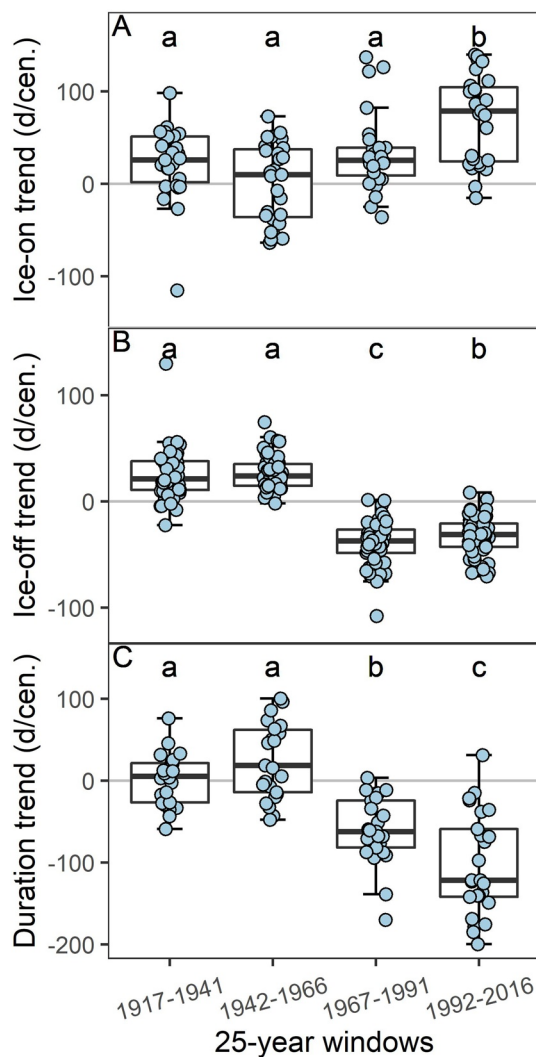 A
a a a b
Ice-on trend (d/cen.)
100
0
-100
B
a a c b
Ice-off trend (d/cen.)
100
0
-100
C
a a b c
Duration trend (d/cen.)
100
0
-100
-200
1917-1941 1942-1966 1967-1991 1992-2016
25-year windows